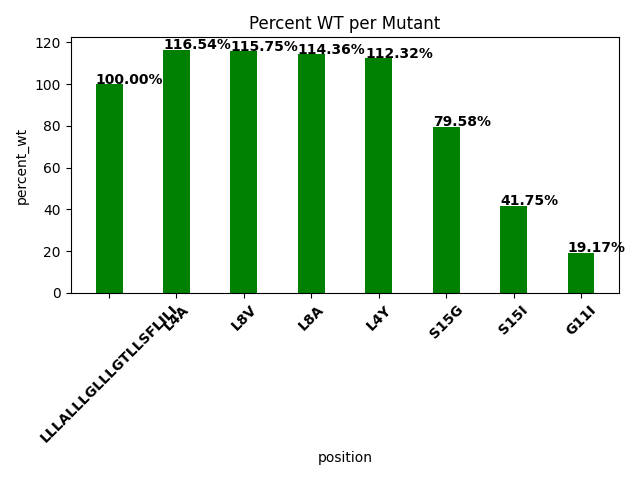 Percent WT per Mutant
percent_wt
120
100
80
60
40
20
0
100.00%
116.54%
115.75%
114.36%
112.32%
79.58%
41.75%
19.17%
L4A
L8V
L8A
L4Y
S15G
S15I
G11I
position